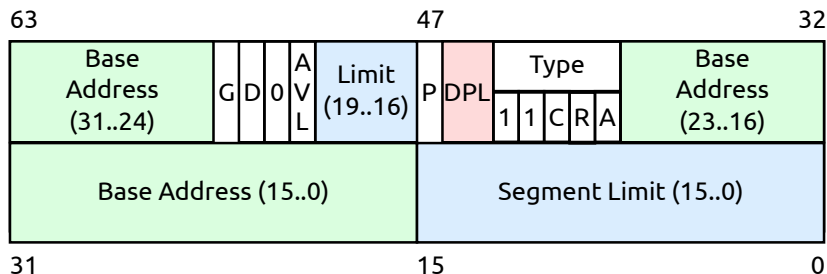 63 47 32
Base Address (31..24) G D 0 AVL Limit (19..16) P DPL Type Base Address (23..16)
1 1 C R A
Base Address (15..0) Segment Limit (15..0)
31 15 0